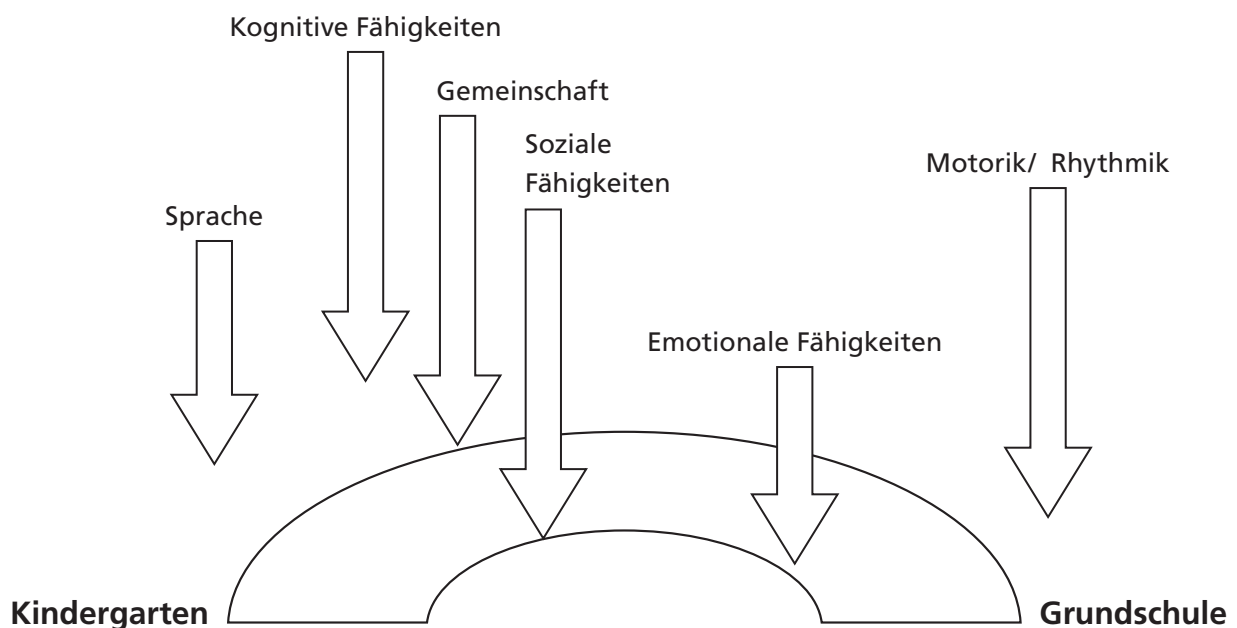 Kognitive Fähigkeiten
Gemeinschaft
Soziale
Fähigkeiten
Motorik/ Rhythmik
Sprache
Emotionale Fähigkeiten
Kindergarten
Grundschule